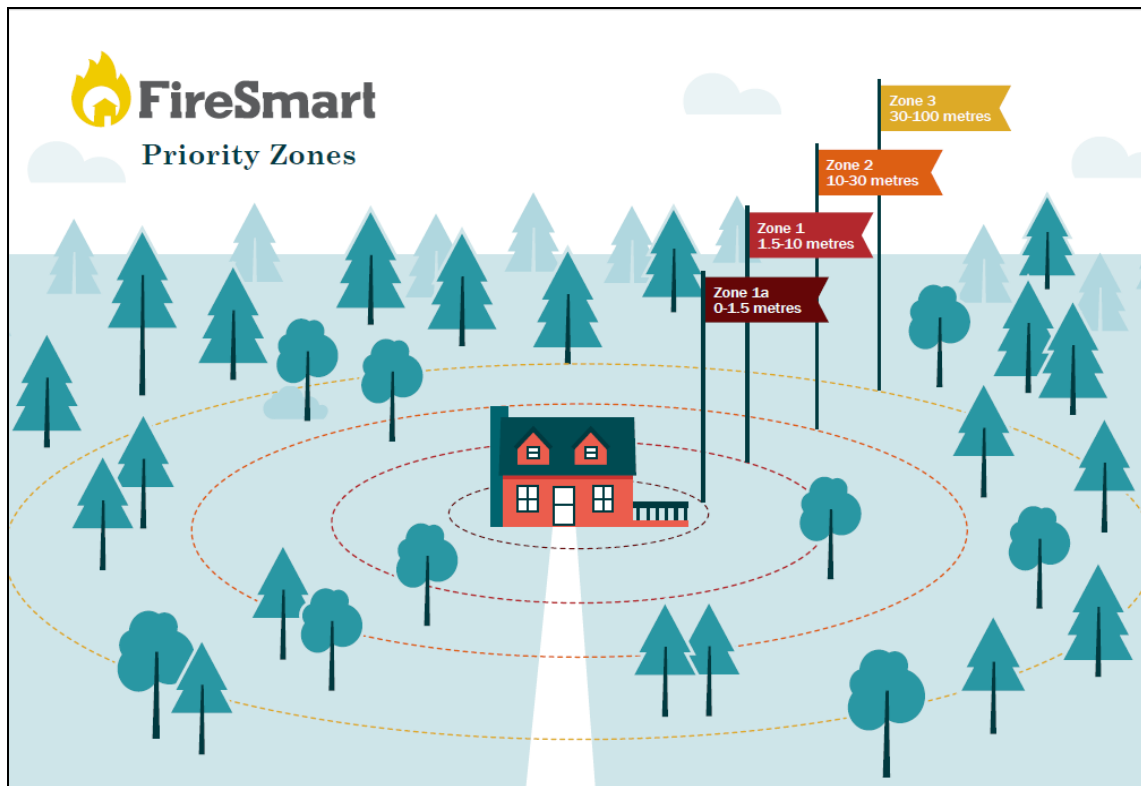 FireSmart
Priority Zones
Zone 3
30-100 metres
Zone 2
10-30 metres
Zone 1
1.5-10 metres
Zone 1a
0-1.5 metres